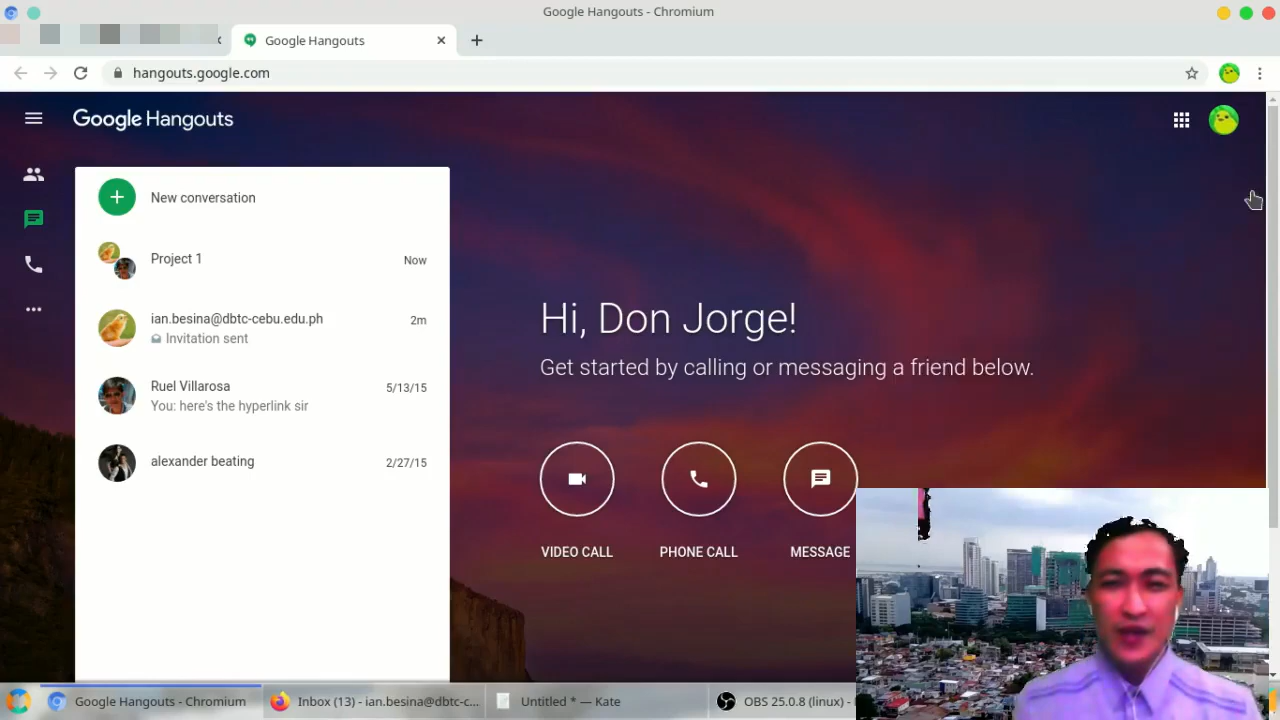 Google Hangouts - Chromium
Google Hangouts
hangouts.google.com
Google Hangouts
New conversation
Project 1
Now
ian.besina@dbtc-cebu.edu.ph
2m
Invitation sent
Ruel Villarosa
5/13/15
You: here's the hyperlink sir
alexander beating
2/27/15
Hi, Don Jorge!
Get started by calling or messaging a friend below.
VIDEO CALL
PHONE CALL
MESSAGE
Google Hangouts - Chromium
Inbox (13) - ian.besina@dbtc-c...
Untitled * — Kate
OBS 25.0.8 (linux) -